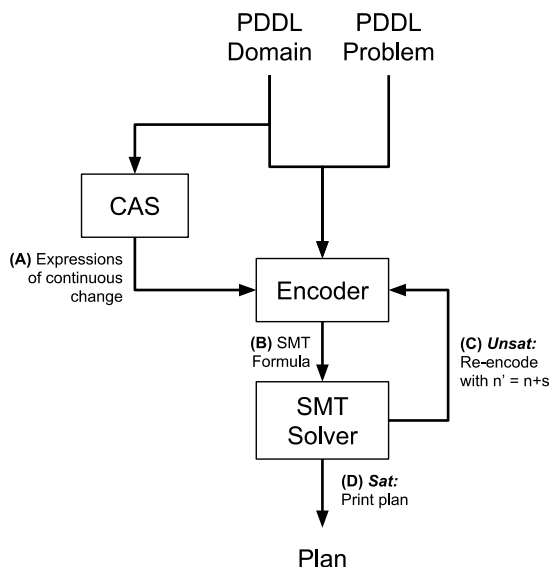 PDDL
Domain
PDDL
Problem
CAS
(A) Expressions
of continuous
change
Encoder
(B) SMT
Formula
(C) Unsat:
Re-encode
with n' = n+s
SMT
Solver
(D) Sat:
Print plan
Plan